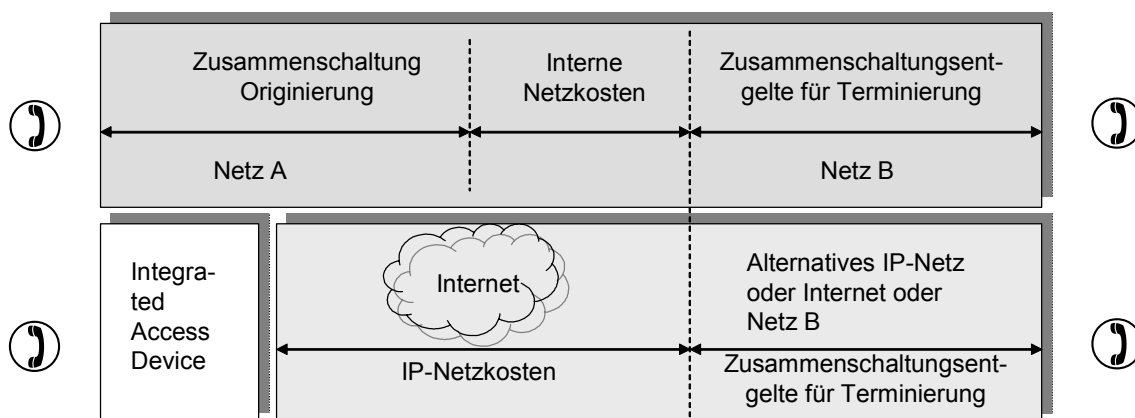 Zusammenschaltung
Originierung
Interne
Netzkosten
Zusammenschaltungsent-
gelte für Terminierung
Netz A
Netz B
Integra-
ted
Access
Device
Internet
Alternatives IP-Netz
oder Internet oder
Netz B
IP-Netzkosten
Zusammenschaltungsent-
gelte für Terminierung